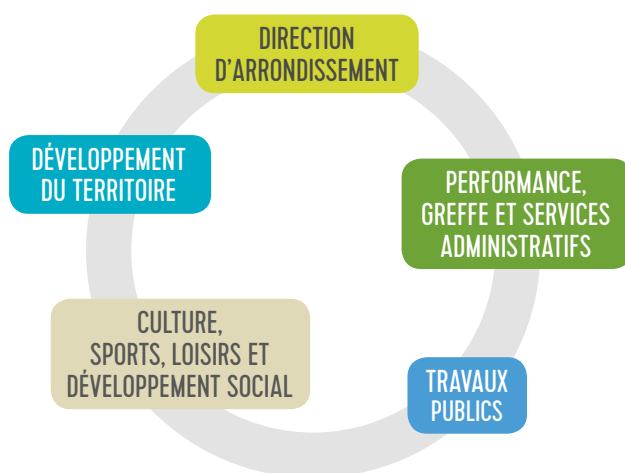 DIRECTION
D'ARRONDISSEMENT
DÉVELOPPEMENT
DU TERRITOIRE
PERFORMANCE,
GREFFE ET SERVICES
ADMINISTRATIFS
CULTURE,
SPORTS, LOISIRS ET
DÉVELOPPEMENT SOCIAL
TRAVAUX
PUBLICS